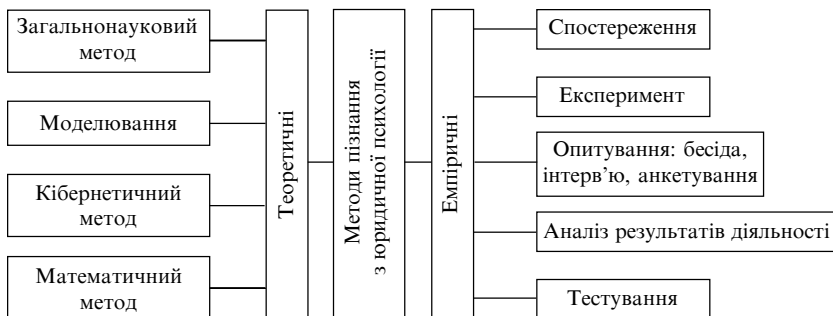 Загальнонауковий
метод
Моделювання
Кібернетичний
метод
Математичний
метод
Теоретичні
Методи пізнання
з юридичної психології
Емпіричні
Спостереження
Експеримент
Опитування: бесіда,
інтерв’ю, анкетування
Аналіз результатів діяльності
Тестування